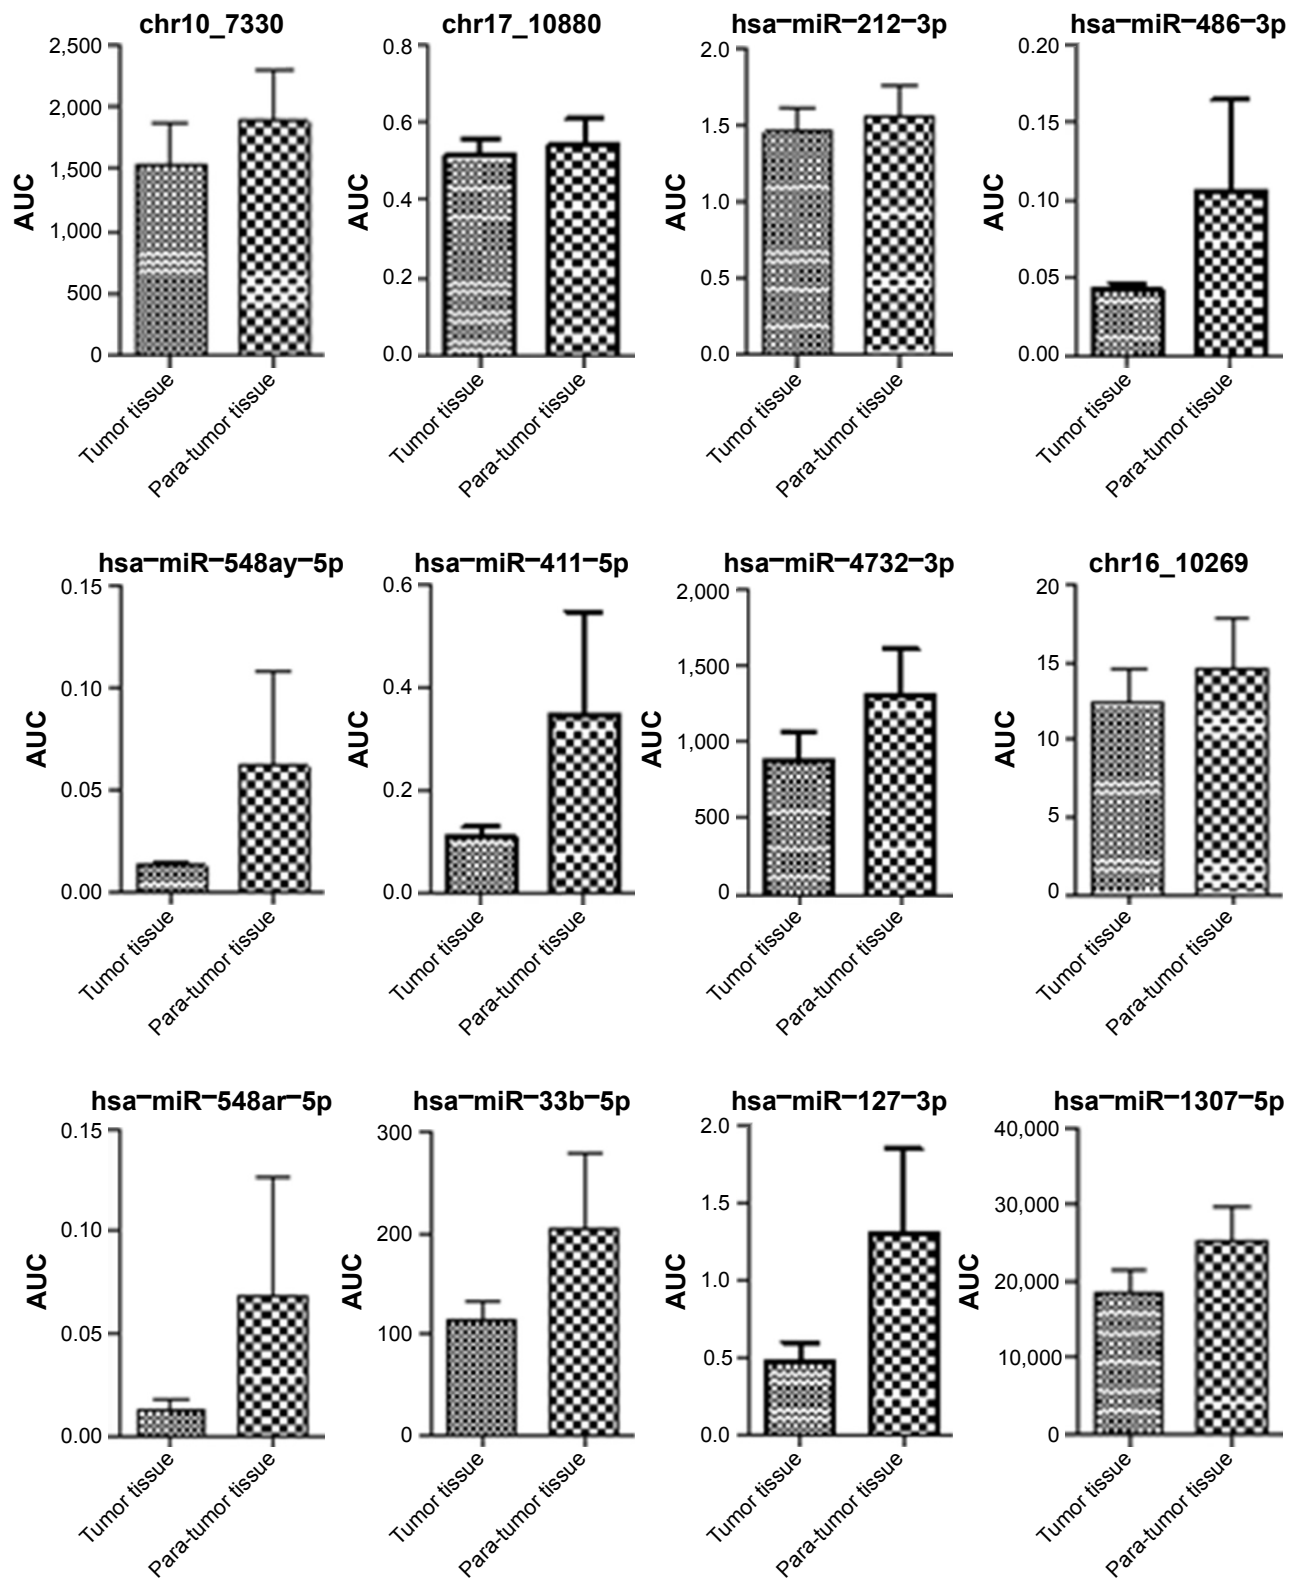 chr10_7330
2,500
2,000
1,500
1,000
500
0
AUC
Tumor tissue
Para-tumor tissue
chr17_10880
0.8
0.6
0.4
0.2
0.0
AUC
Tumor tissue
Para-tumor tissue
hsa-miR-212-3p
2.0
1.5
1.0
0.5
0.0
AUC
Tumor tissue
Para-tumor tissue
hsa-miR-486-3p
0.20
0.15
0.10
0.05
0.00
AUC
Tumor tissue
Para-tumor tissue
hsa-miR-548ay-5p
0.15
0.10
0.05
0.00
AUC
Tumor tissue
Para-tumor tissue
hsa-miR-411-5p
0.6
0.4
0.2
0.0
AUC
Tumor tissue
Para-tumor tissue
hsa-miR-4732-3p
2,000
1,500
1,000
500
0
AUC
Tumor tissue
Para-tumor tissue
chr16_10269
20
15
10
5
0
AUC
Tumor tissue
Para-tumor tissue
hsa-miR-548ar-5p
0.15
0.10
0.05
0.00
AUC
Tumor tissue
Para-tumor tissue
hsa-miR-33b-5p
300
200
100
0
AUC
Tumor tissue
Para-tumor tissue
hsa-miR-127-3p
2.0
1.5
1.0
0.5
0.0
AUC
Tumor tissue
Para-tumor tissue
hsa-miR-1307-5p
40,000
30,000
20,000
10,000
0
AUC
Tumor tissue
Para-tumor tissue